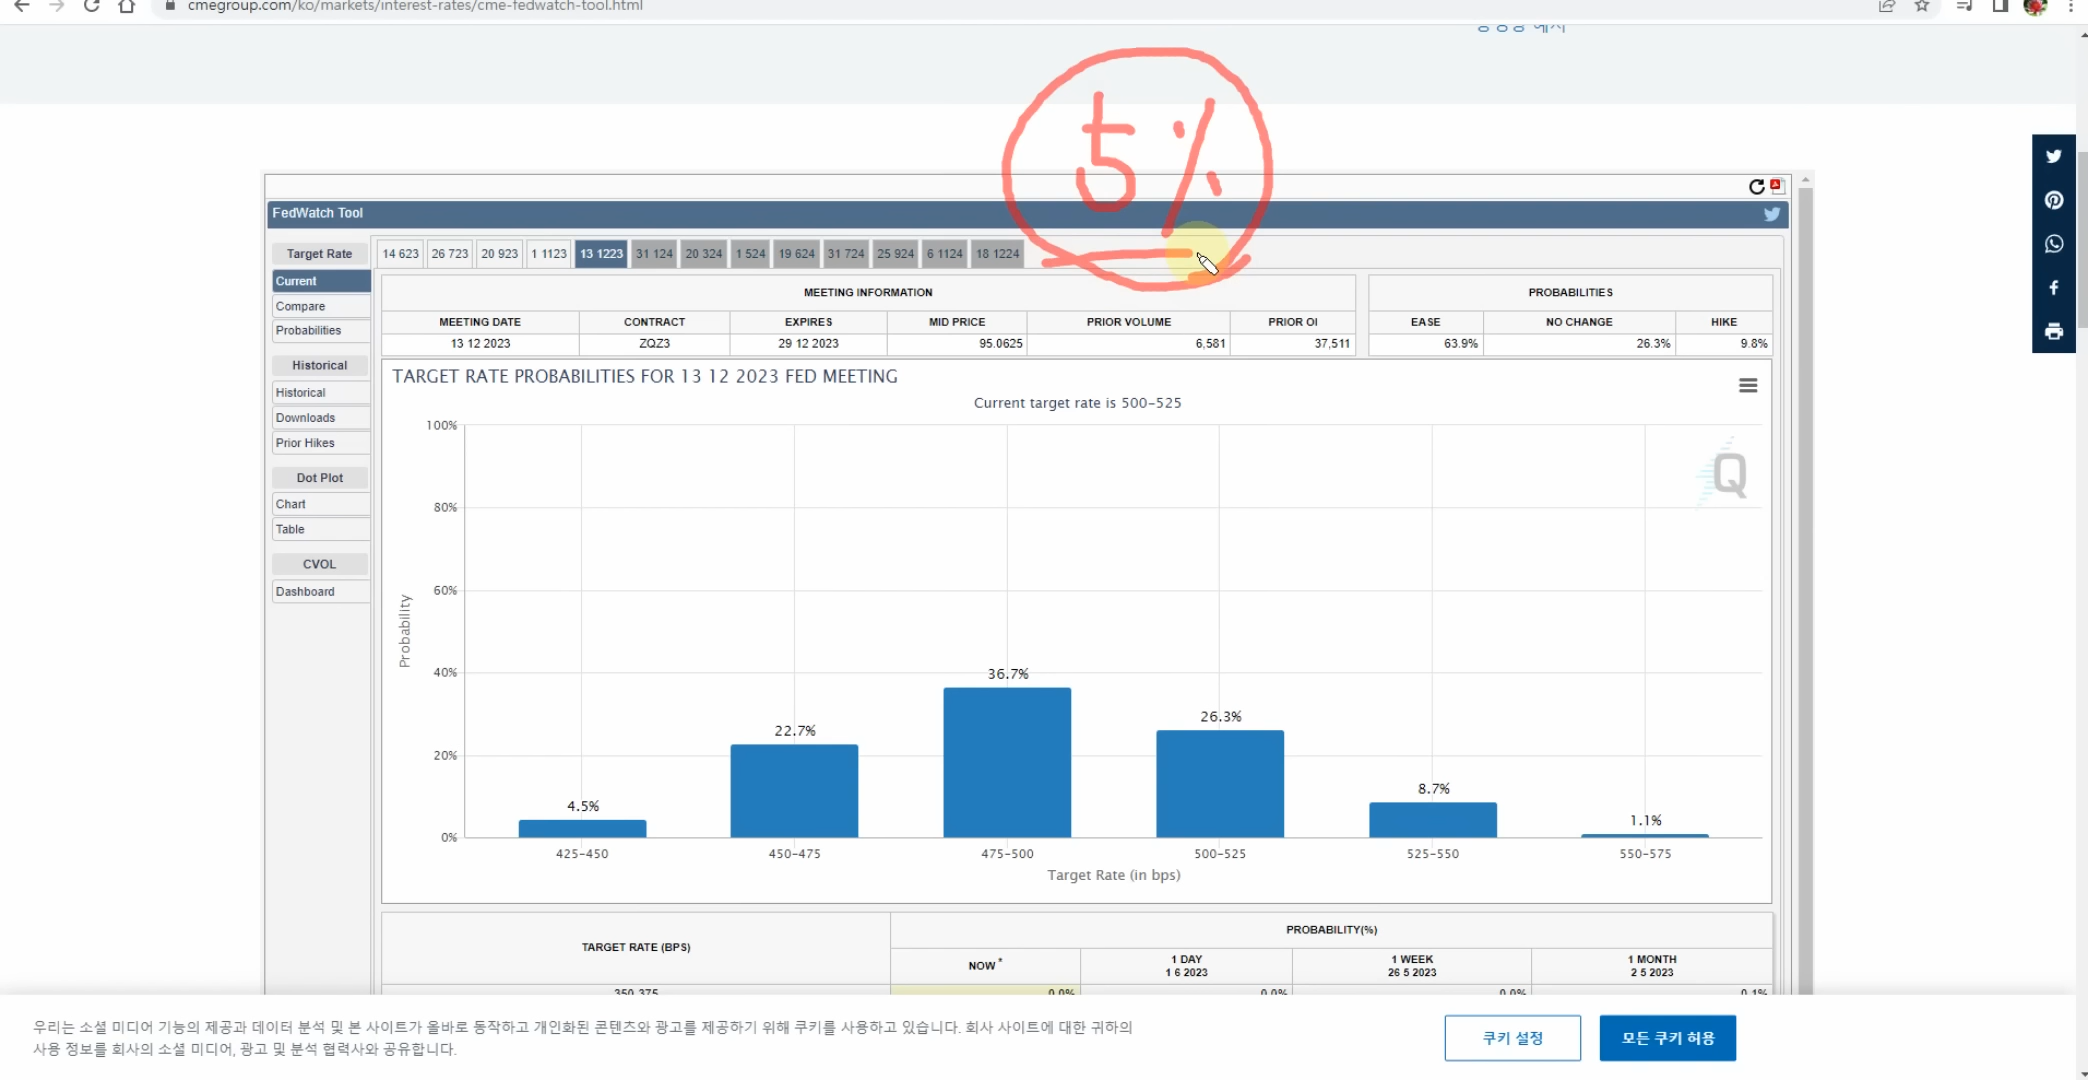 cmegroup.com/ko/markets/interest-rates/cme-fedwatch-tool.html
5%
FedWatch Tool
Target Rate
14 623 26 723 20 923 1 1123 13 1223 31 124 20 324 1 524 19 624 31 724 25 924 6 1124 18 1224
Current
Compare
Probabilities
Historical
Historical
Downloads
Prior Hikes
Dot Plot
Chart
Table
CVOL
Dashboard
MEETING INFORMATION
MEETING DATE CONTRACT EXPIRES MID PRICE PRIOR VOLUME PRIOR OI
13 12 2023 ZQZ3 29 12 2023 95.0625 6,581 37,511
PROBABILITIES
EASE NO CHANGE HIKE
63.9% 26.3% 9.8%
TARGET RATE PROBABILITIES FOR 13 12 2023 FED MEETING
Current target rate is 500-525
Q
100%
80%
60%
40%
20%
0%
Probability
4.5% 22.7% 36.7% 26.3% 8.7% 1.1%
425-450 450-475 475-500 500-525 525-550 550-575
Target Rate (in bps)
TARGET RATE (BPS)
PROBABILITY(%)
NOW *
1 DAY
1 6 2023
1 WEEK
26 5 2023
1 MONTH
2 5 2023
350-375 0.0% 0.0% 0.0% 0.1%
우리는 소셜 미디어 기능의 제공과 데이터 분석 및 본 사이트가 올바로 동작하고 개인화된 콘텐츠와 광고를 제공하기 위해 쿠키를 사용하고 있습니다. 회사 사이트에 대한 귀하의
사용 정보를 회사의 소셜 미디어, 광고 및 분석 협력사와 공유합니다.
쿠키 설정
모든 쿠키 허용